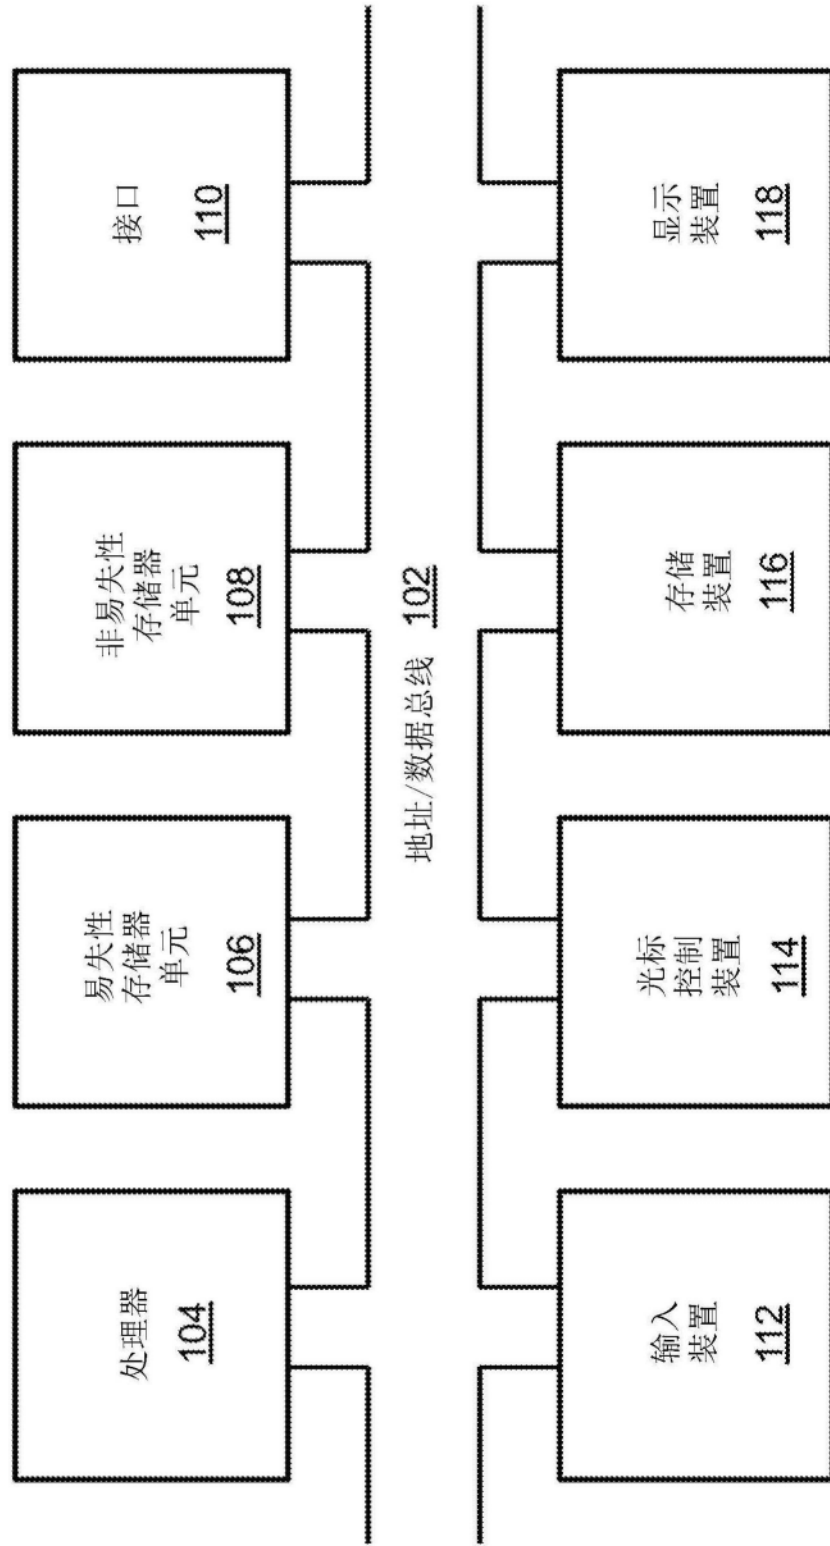 处理器
104
易失性
存储器
单元
106
非易失性
存储器
单元
108
接口
110
地址/数据总线 102
输入
装置
112
光标
控制
装置
114
存储
装置
116
显示
装置
118